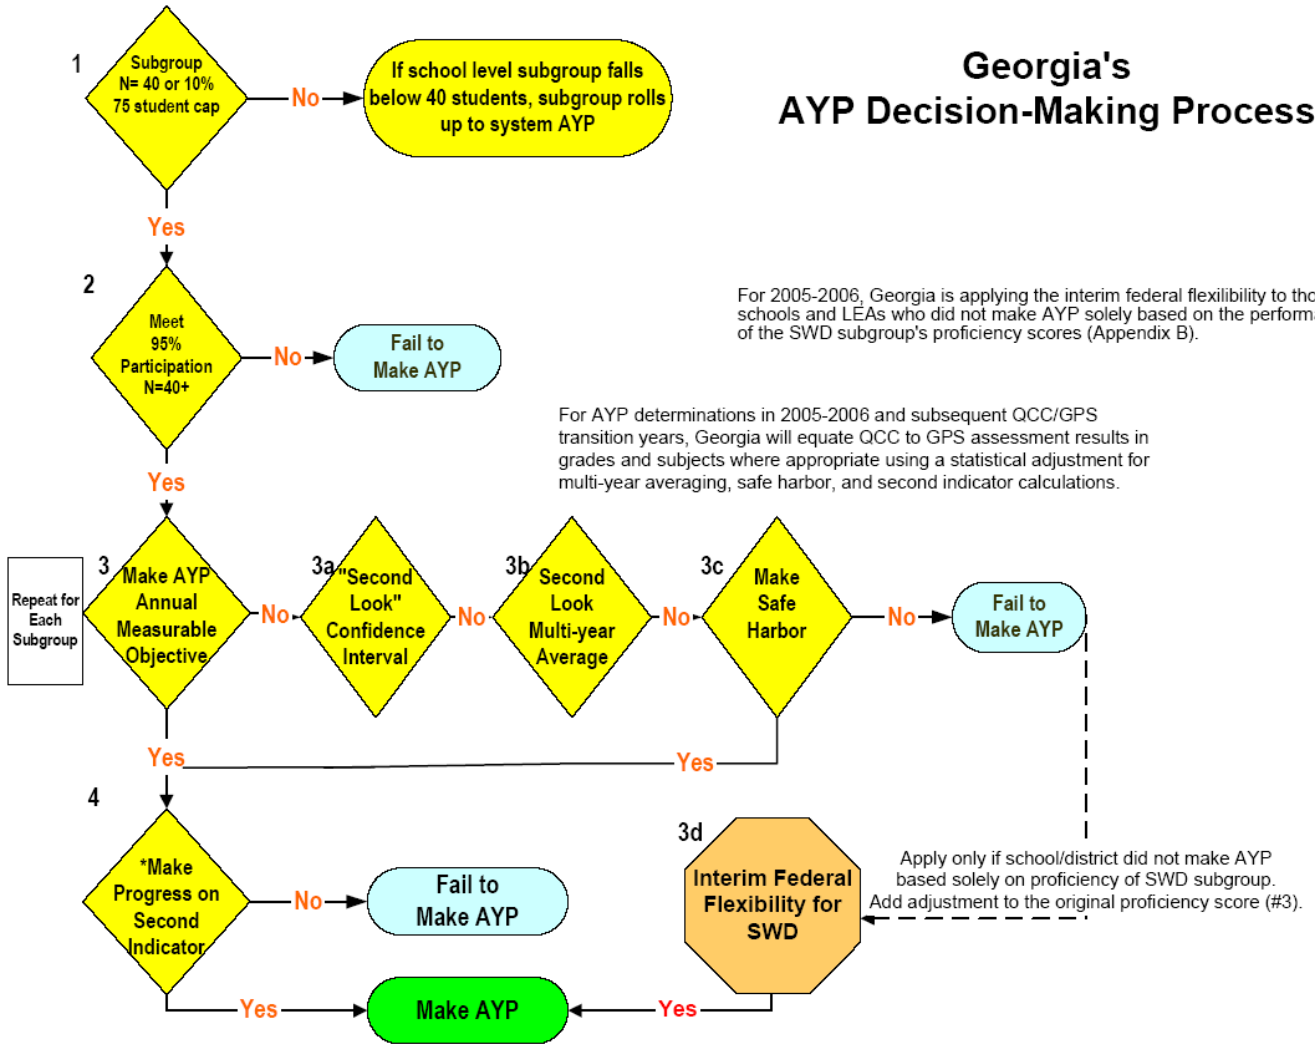 Georgia's
AYP Decision-Making Process
1
Subgroup
N= 40 or 10%
75 student cap
No
If school level subgroup falls
below 40 students, subgroup rolls
up to system AYP
Yes
2
Meet
95%
Participation
N=40+
No
Fail to
Make AYP
For 2005-2006, Georgia is applying the interim federal flexilibility to tho
schools and LEAs who did not make AYP solely based on the performa
of the SWD subgroup's proficiency scores (Appendix B).
For AYP determinations in 2005-2006 and subsequent QCC/GPS
transition years, Georgia will equate QCC to GPS assessment results in
grades and subjects where appropriate using a statistical adjustment for
multi-year averaging, safe harbor, and second indicator calculations.
Yes
Repeat for
Each
Subgroup
3
Make AYP
Annual
Measurable
Objective
No
3a
"Second
Look"
Confidence
Interval
No
3b
Second
Look
Multi-year
Average
No
3c
Make
Safe
Harbor
No
Fail to
Make AYP
Yes
Yes
4
*Make
Progress on
Second
Indicator
No
Fail to
Make AYP
3d
Interim Federal
Flexibility for
SWD
Apply only if school/district did not make AYP
based solely on proficiency of SWD subgroup.
Add adjustment to the original proficiency score (#3).
Yes
Make AYP
Yes